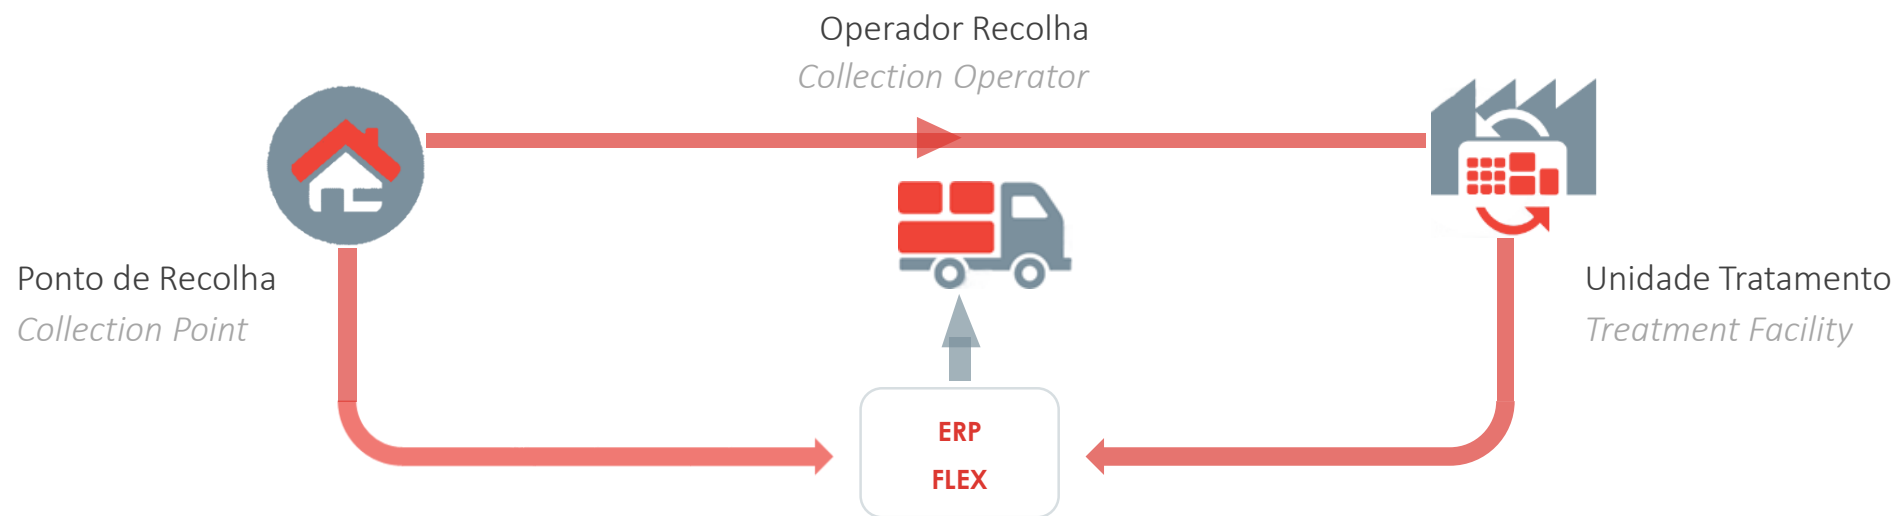 Operador Recolha
Collection Operator
Ponto de Recolha
Collection Point
Unidade Tratamento
Treatment Facility
ERP
FLEX